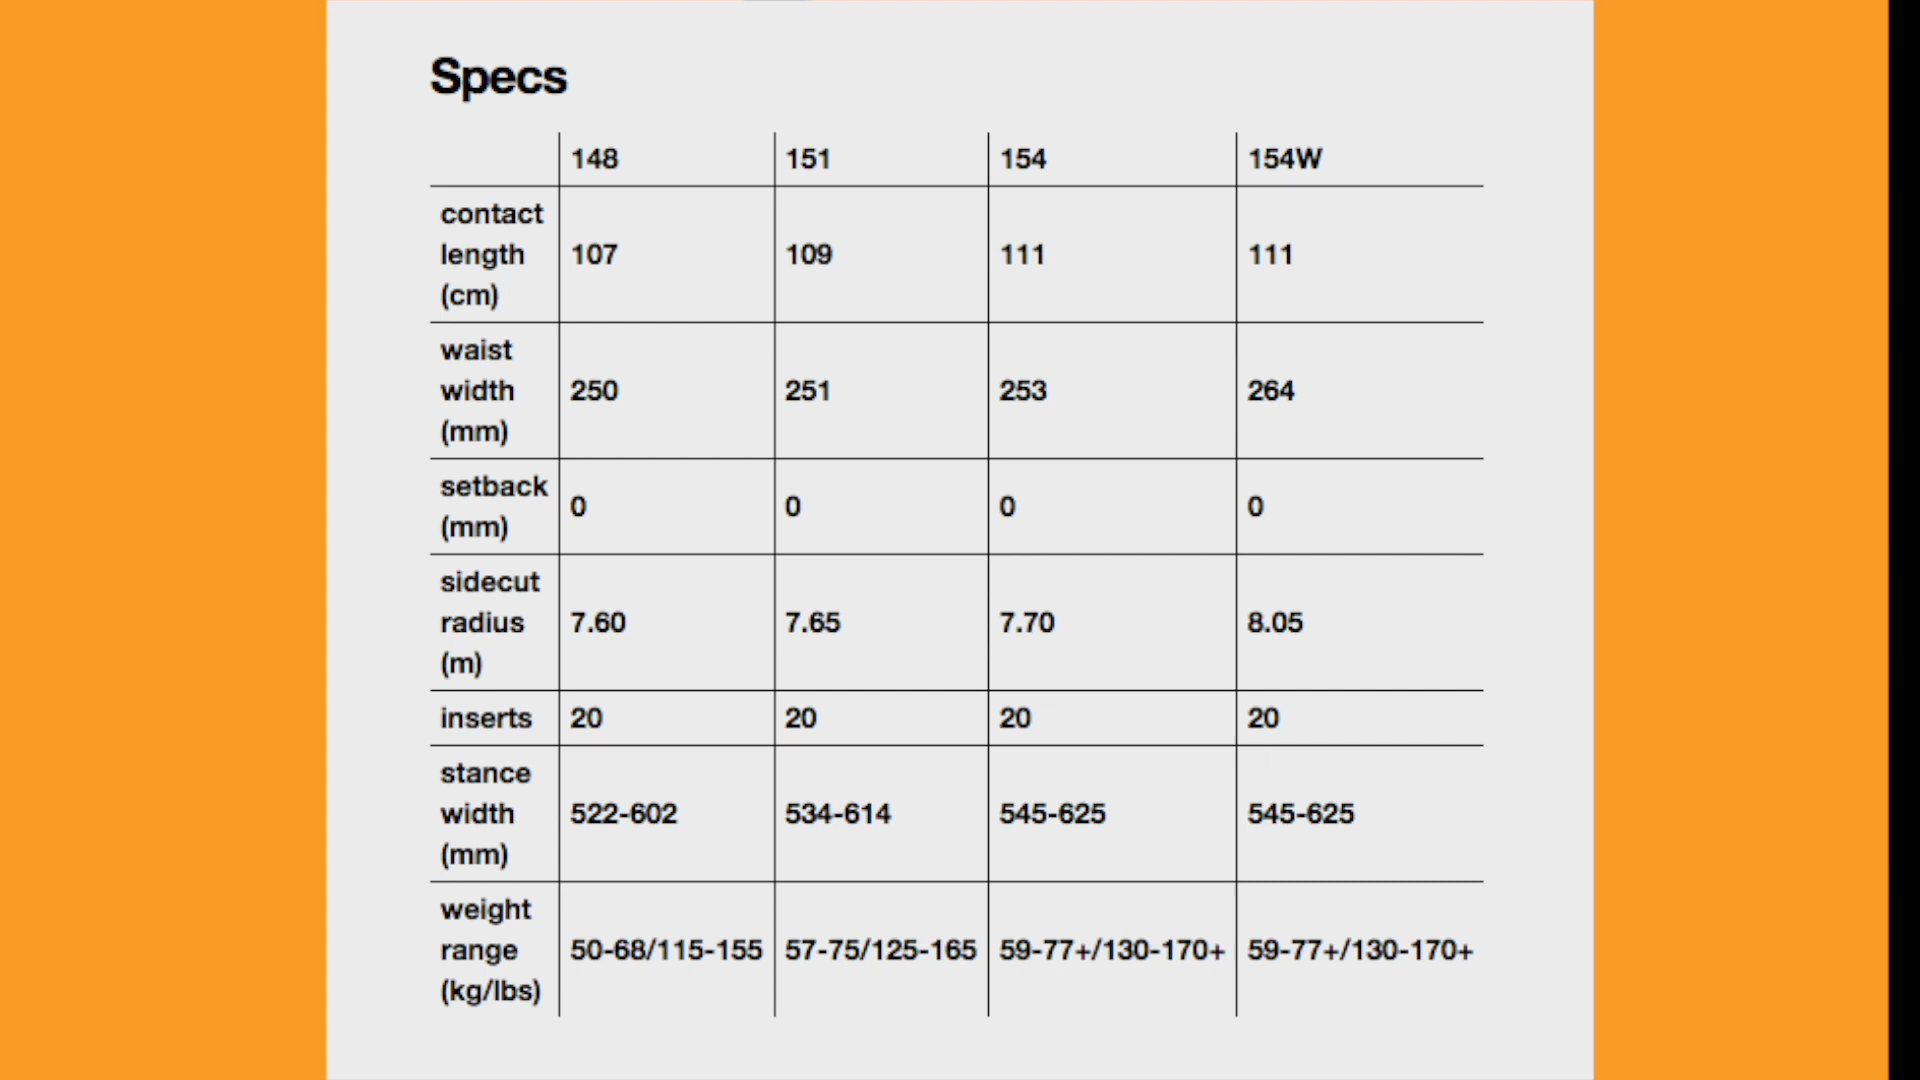 Specs
148 151 154 154W
contact
length
(cm)
107 109 111 111
waist
width
(mm)
250 251 253 264
setback
(mm)
0 0 0 0
sidecut
radius
(m)
7.60 7.65 7.70 8.05
inserts 20 20 20 20
stance
width
(mm)
522-602 534-614 545-625 545-625
weight
range
(kg/lbs)
50-68/115-155 57-75/125-165 59-77+/130-170+ 59-77+/130-170+